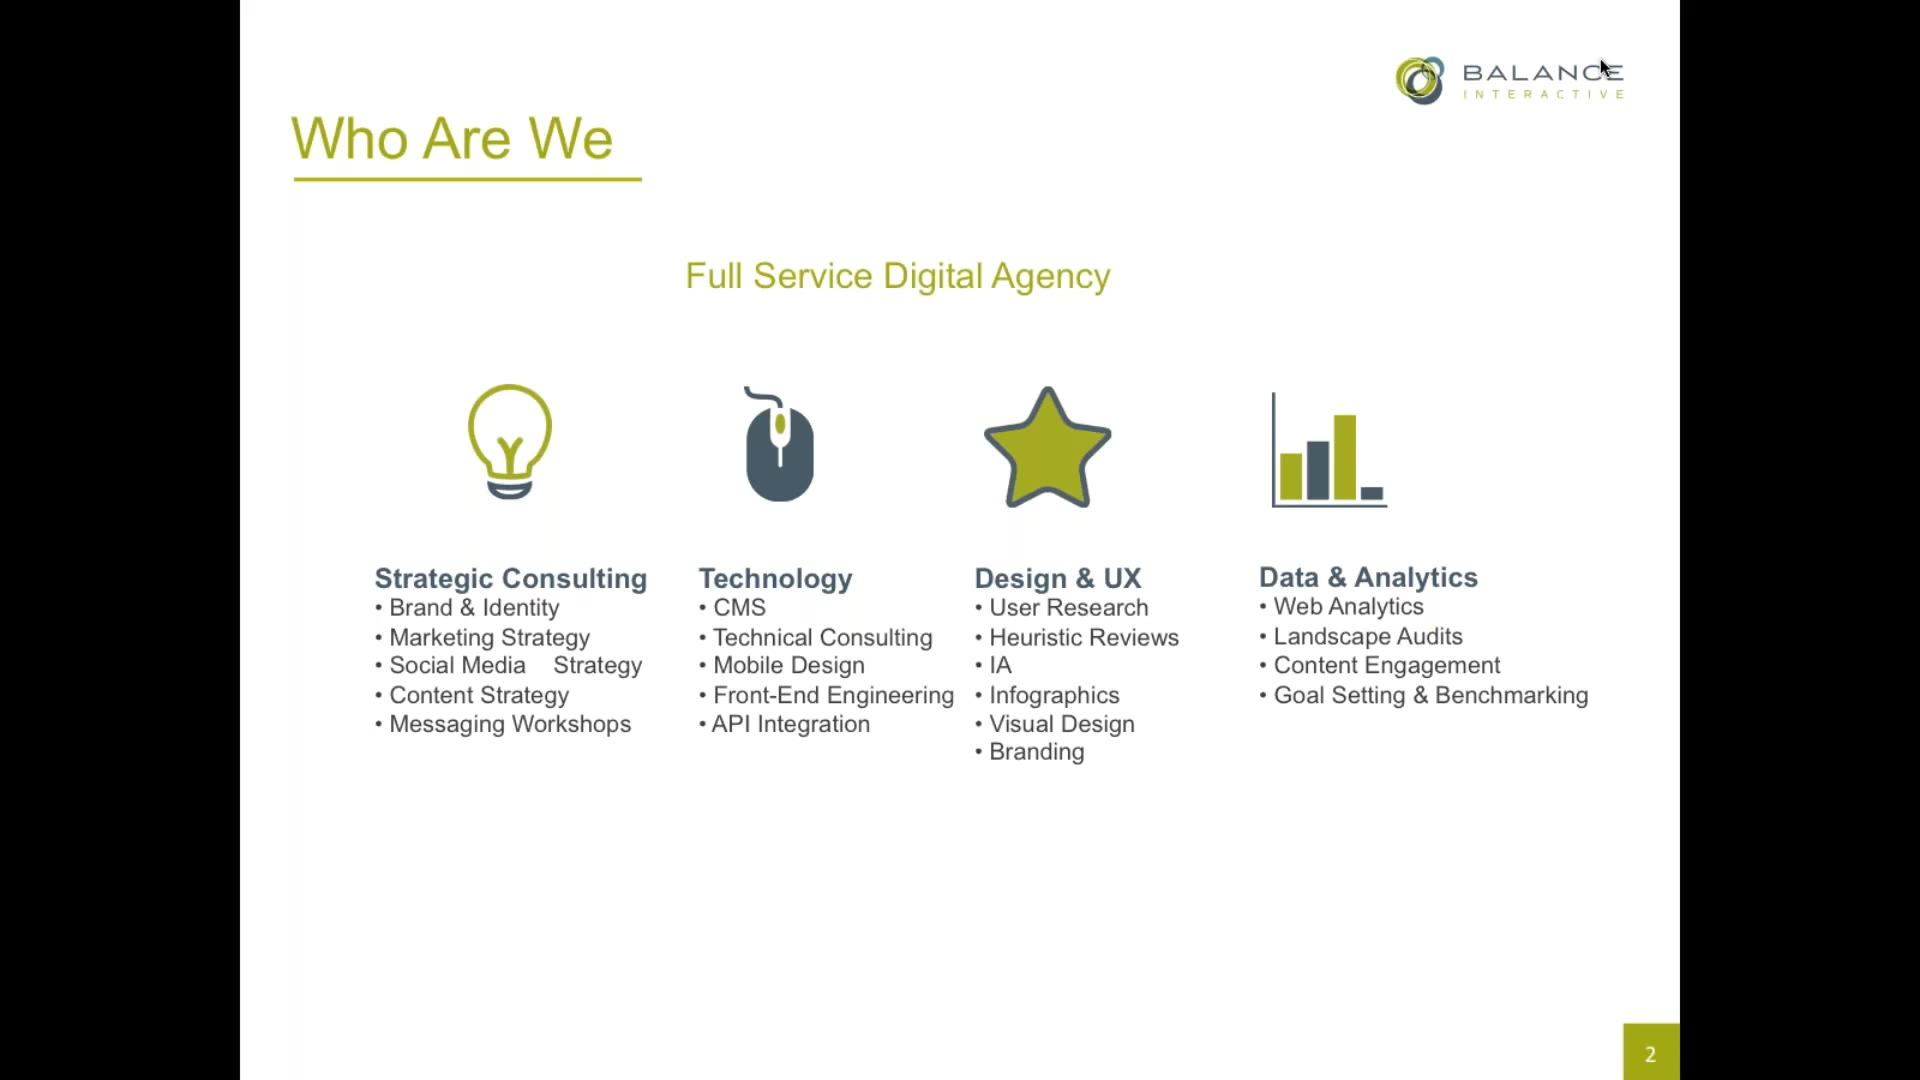 BALANCE
INTERACTIVE
Who Are We
Full Service Digital Agency
Strategic Consulting
• Brand & Identity
• Marketing Strategy
• Social Media Strategy
• Content Strategy
• Messaging Workshops
Technology
• CMS
• Technical Consulting
• Mobile Design
• Front-End Engineering
• API Integration
Design & UX
• User Research
• Heuristic Reviews
• IA
• Infographics
• Visual Design
• Branding
Data & Analytics
• Web Analytics
• Landscape Audits
• Content Engagement
• Goal Setting & Benchmarking
2